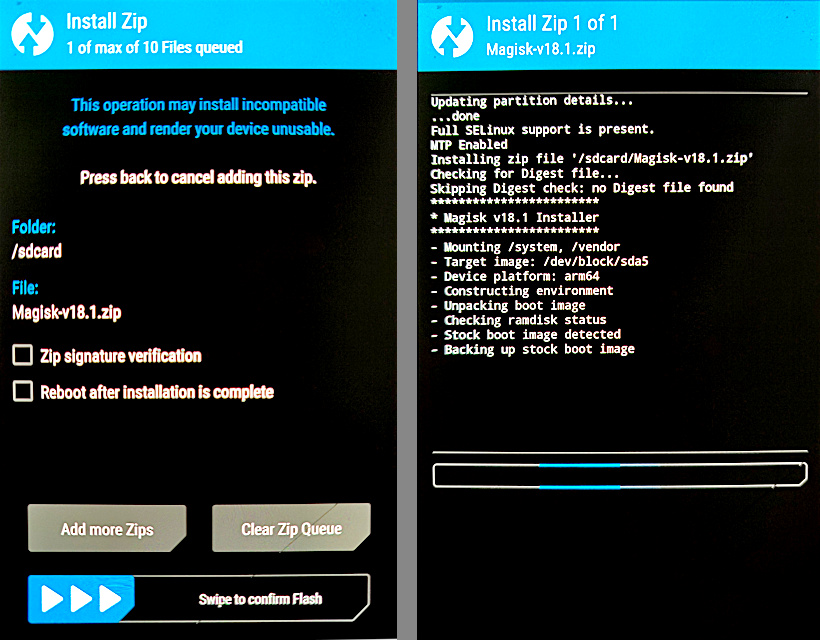 Install Zip
1 of max of 10 Files queued
This operation may install incompatible
software and render your device unusable.
Press back to cancel adding this zip.
Folder:
/sdcard
File:
Magisk-v18.1.zip
Zip signature verification
Reboot after installation is complete
Add more Zips
Clear Zip Queue
Swipe to confirm Flash
Install Zip 1 of 1
Magisk-v18.1.zip
Updating partition details...
...done
Full SELinux support is present.
MTP Enabled
Installing zip file '/sdcard/Magisk-v18.1.zip'
Checking for Digest file...
Skipping Digest check: no Digest file found
************************
* Magisk v18.1 Installer
************************
- Mounting /system, /vendor
- Target image: /dev/block/sda5
- Device platform: arm64
- Constructing environment
- Unpacking boot image
- Checking ramdisk status
- Stock boot image detected
- Backing up stock boot image